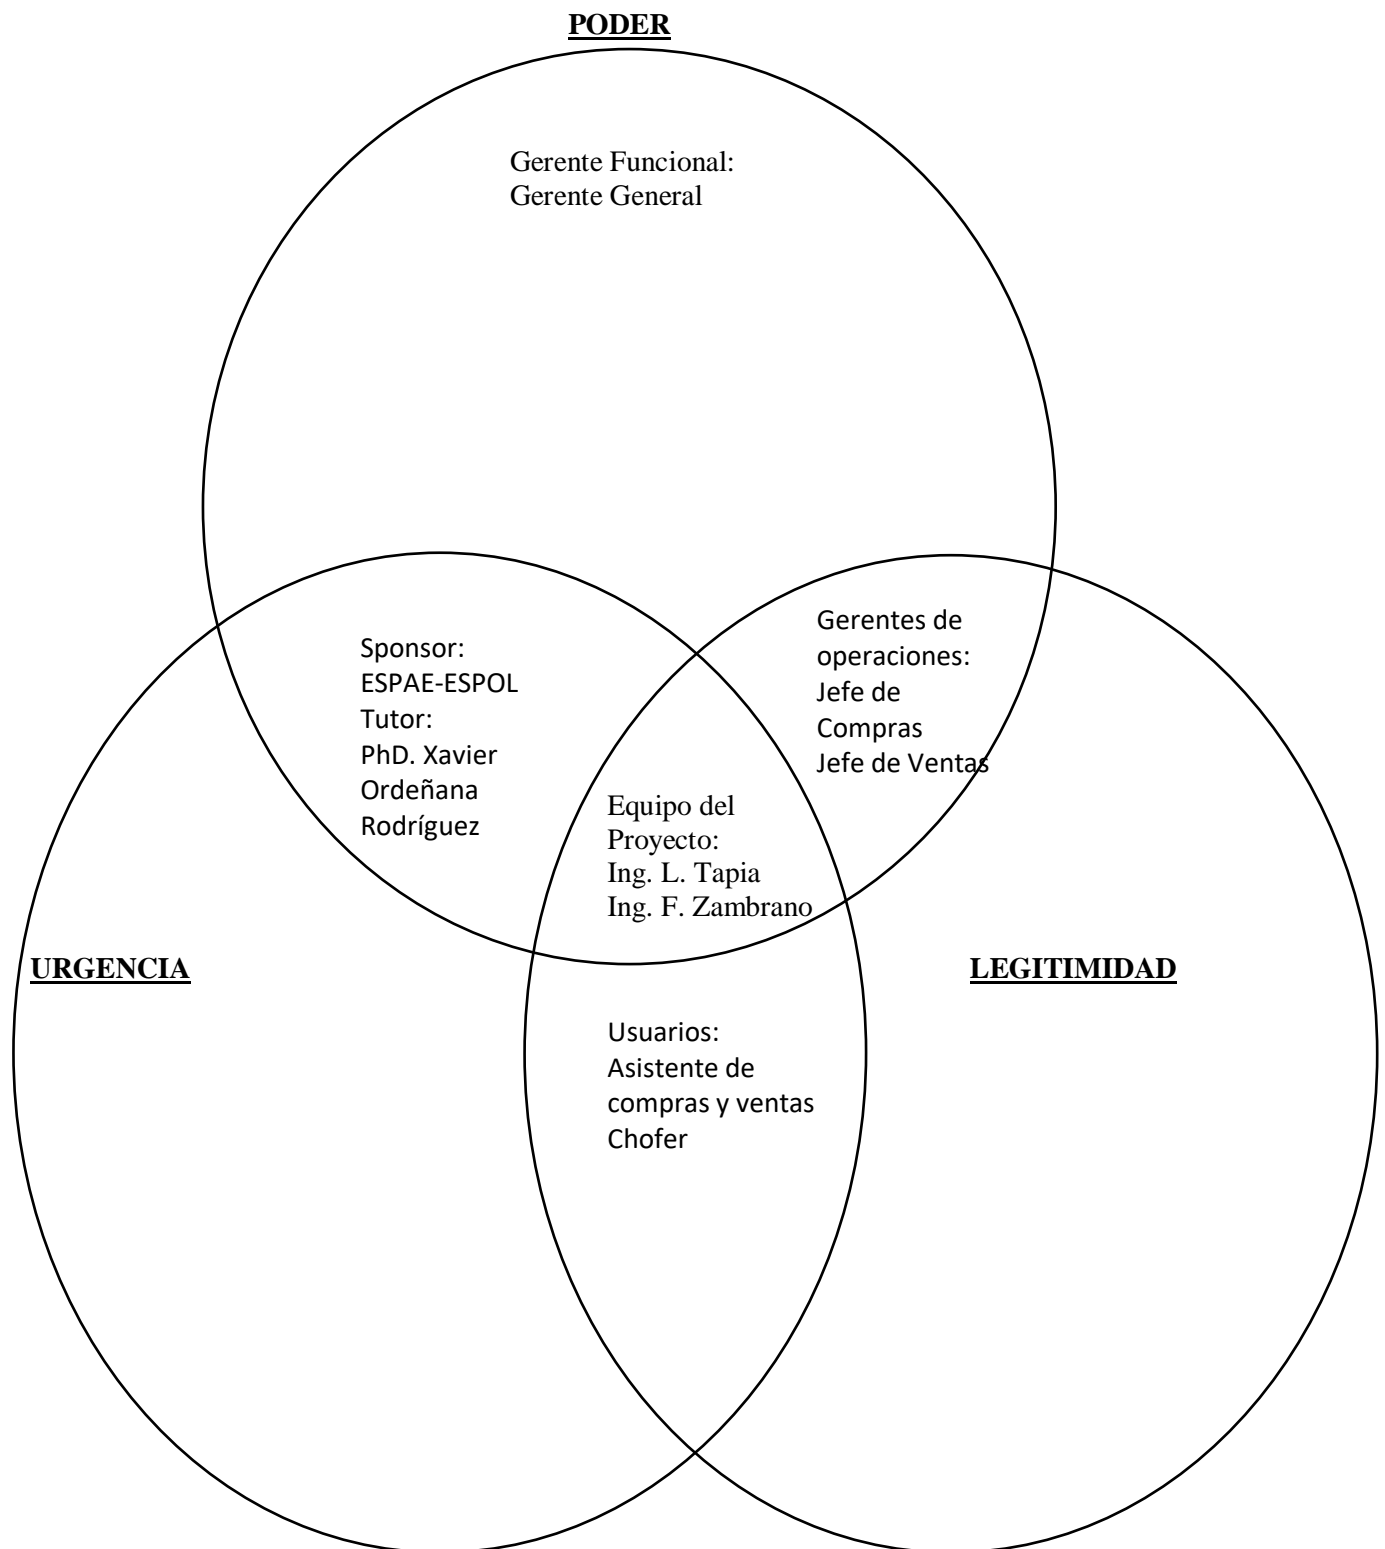 PODER
Gerente Funcional:
Gerente General
Sponsor:
ESPAE-ESPOL
Tutor:
PhD. Xavier
Ordeñana
Rodríguez
Gerentes de
operaciones:
Jefe de
Compras
Jefe de Ventas
Equipo del
Proyecto:
Ing. L. Tapia
Ing. F. Zambrano
URGENCIA
LEGITIMIDAD
Usuarios:
Asistente de
compras y ventas
Chofer